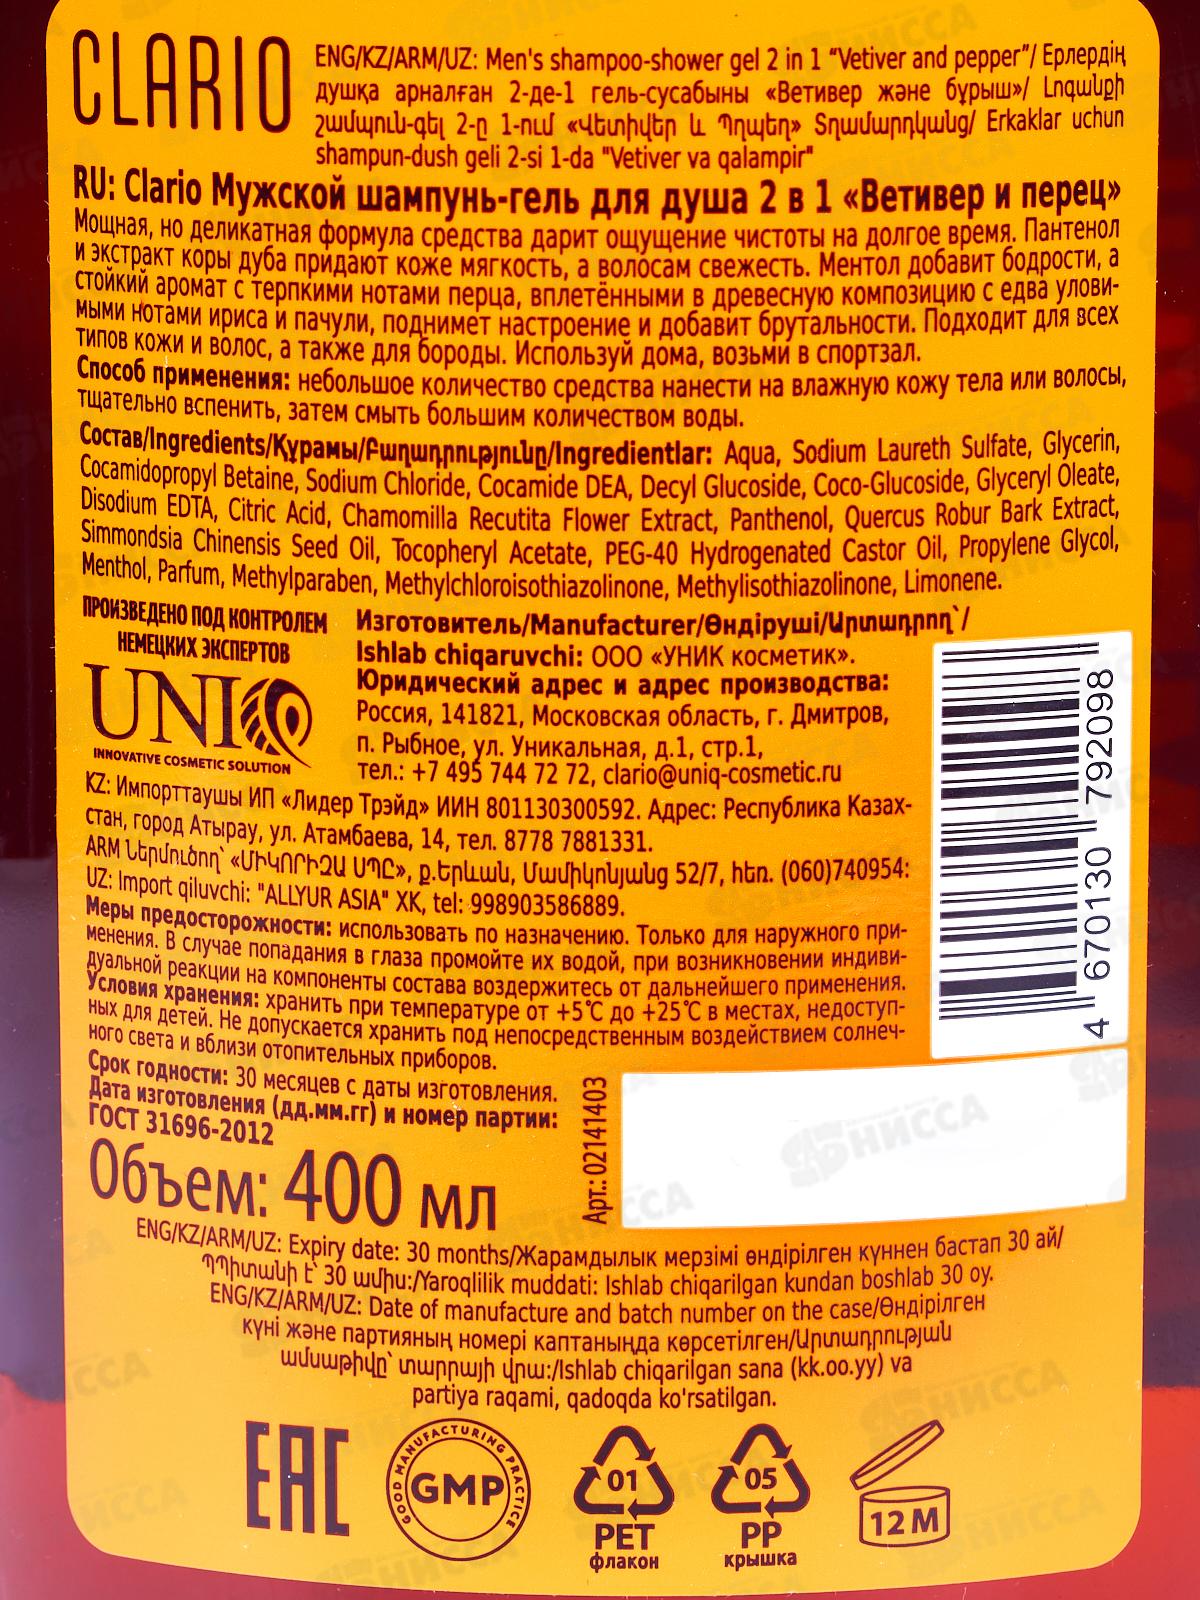 CLARIO
ENG/KZ/ARM/UZ: Men's shampoo-shower gel 2 in 1 “Vetiver and pepper”/ Ерлердің
душқа арналған 2-де-1 гель-сусабыны «Ветивер және бұрыш»/ Լոգանքի
շամպուն-գել 2-ը 1-ում «Վետիվեր և Պղպեղ» Տղամարդկանց/ Erkaklar uchun
shampun-dush geli 2-si 1-da "Vetiver va qalampir"
RU: Clario Мужской шампунь-гель для душа 2 в 1 «Ветивер и перец»
Мощная, но деликатная формула средства дарит ощущение чистоты на долгое время. Пантенол
и экстракт коры дуба придают коже мягкость, а волосам свежесть. Ментол добавит бодрости, а
стойкий аромат с терпкими нотами перца, вплетёнными в древесную композицию с едва улови-
мыми нотами ириса и пачули, поднимет настроение и добавит брутальности. Подходит для всех
типов кожи и волос, а также для бороды. Используй дома, возьми в спортзал.
Способ применения: небольшое количество средства нанести на влажную кожу тела или волосы,
тщательно вспенить, затем смыть большим количеством воды.
Состав/Ingredients/Құрамы/Բաղադրությունը/Ingredientlar: Aqua, Sodium Laureth Sulfate, Glycerin,
Cocamidopropyl Betaine, Sodium Chloride, Cocamide DEA, Decyl Glucoside, Coco-Glucoside, Glyceryl Oleate,
Disodium EDTA, Citric Acid, Chamomilla Recutita Flower Extract, Panthenol, Quercus Robur Bark Extract,
Simmondsia Chinensis Seed Oil, Tocopheryl Acetate, PEG-40 Hydrogenated Castor Oil, Propylene Glycol,
Menthol, Parfum, Methylparaben, Methylchloroisothiazolinone, Methylisothiazolinone, Limonene.
ПРОИЗВЕДЕНО ПОД КОНТРОЛЕМ
НЕМЕЦКИХ ЭКСПЕРТОВ
UNIQ
INNOVATIVE COSMETIC SOLUTION
Изготовитель/Manufacturer/Өндіруші/Արտադրող՝/
Ishlab chiqaruvchi: ООО «УНИК косметик».
Юридический адрес и адрес производства:
Россия, 141821, Московская область, г. Дмитров,
п. Рыбное, ул. Уникальная, д.1, стр.1,
тел.: +7 495 744 72 72, clario@uniq-cosmetic.ru
KZ: Импорттаушы ИП «Лидер Трэйд» ИИН 801130300592. Адрес: Республика Казах-
стан, город Атырау, ул. Атамбаева, 14, тел. 8778 7881331.
ARM Ներմուծող՝ «ՄԻԿՈՐԻԶԱ ՍՊԸ», ք.Երևան, Մամիկոնյանց 52/7, հեռ. (060)740954:
UZ: Import qiluvchi: "ALLYUR ASIA" XK, tel: 998903586889.
Меры предосторожности: использовать по назначению. Только для наружного при-
менения. В случае попадания в глаза промойте их водой, при возникновении индиви-
дуальной реакции на компоненты состава воздержитесь от дальнейшего применения.
Условия хранения: хранить при температуре от +5℃ до +25℃ в местах, недоступ-
ных для детей. Не допускается хранить под непосредственным воздействием солнеч-
ного света и вблизи отопительных приборов.
Срок годности: 30 месяцев с даты изготовления.
Дата изготовления (дд.мм.гг) и номер партии:
ГОСТ 31696-2012
Объем: 400 мл
Арт.: 02141403
4 670130 792098
ENG/KZ/ARM/UZ: Expiry date: 30 months/Жарамдылық мерзімі өндірілген күннен бастап 30 ай/
ՊՊիտանի է՝ 30 ամիս:/Yaroqlilik muddati: Ishlab chiqarilgan kundan boshlab 30 oy.
ENG/KZ/ARM/UZ: Date of manufacture and batch number on the case/Өндірілген
күні және партияның номері каптаныңда көрсетілген/Արտադրության
ամսաթիվը՝ տարրայի վրա:/Ishlab chiqarilgan sana (kk.oo.yy) va
partiya raqami, qadoqda ko'rsatilgan.
EAC
GOOD MANUFACTURING PRACTICE
GMP
01
PET
флакон
05
PP
крышка
12 M